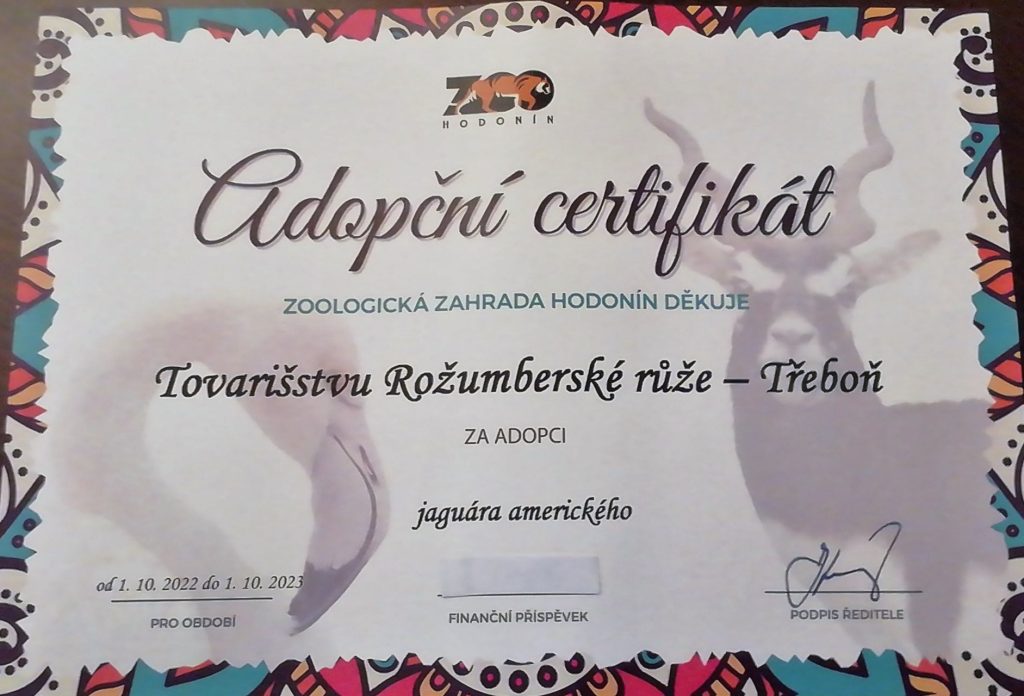 ZOO
HODONÍN
Adopční certifikát
ZOOLOGICKÁ ZAHRADA HODONÍN DĚKUJE
Tovarišstvu Rožumberské růže – Třeboň
ZA ADOPCI
jaguára amerického
od 1. 10. 2022 do 1. 10. 2023
PRO OBDOBÍ
FINANČNÍ PŘÍSPĚVEK
PODPIS ŘEDITELE